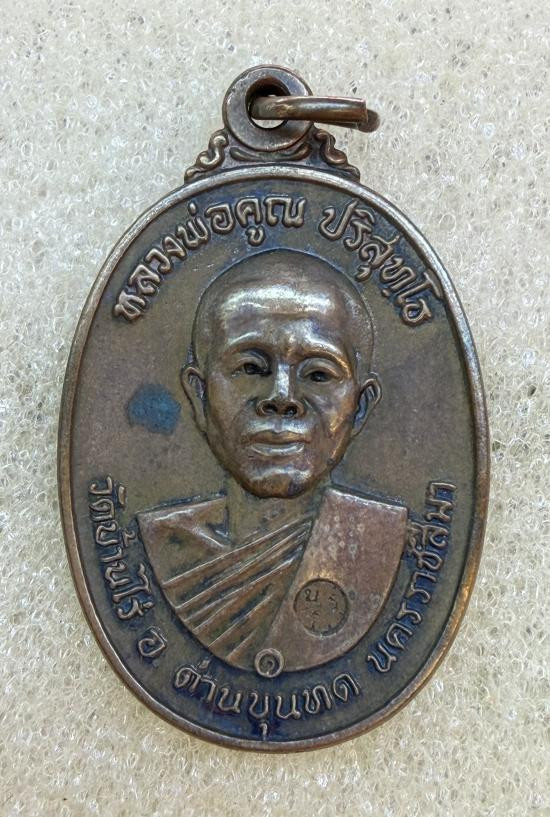 หลวงพ่อคูณ ปริสุทฺโธ
๑
วัดบ้านไร่ อ. ด่านขุนทด นครราชสีมา